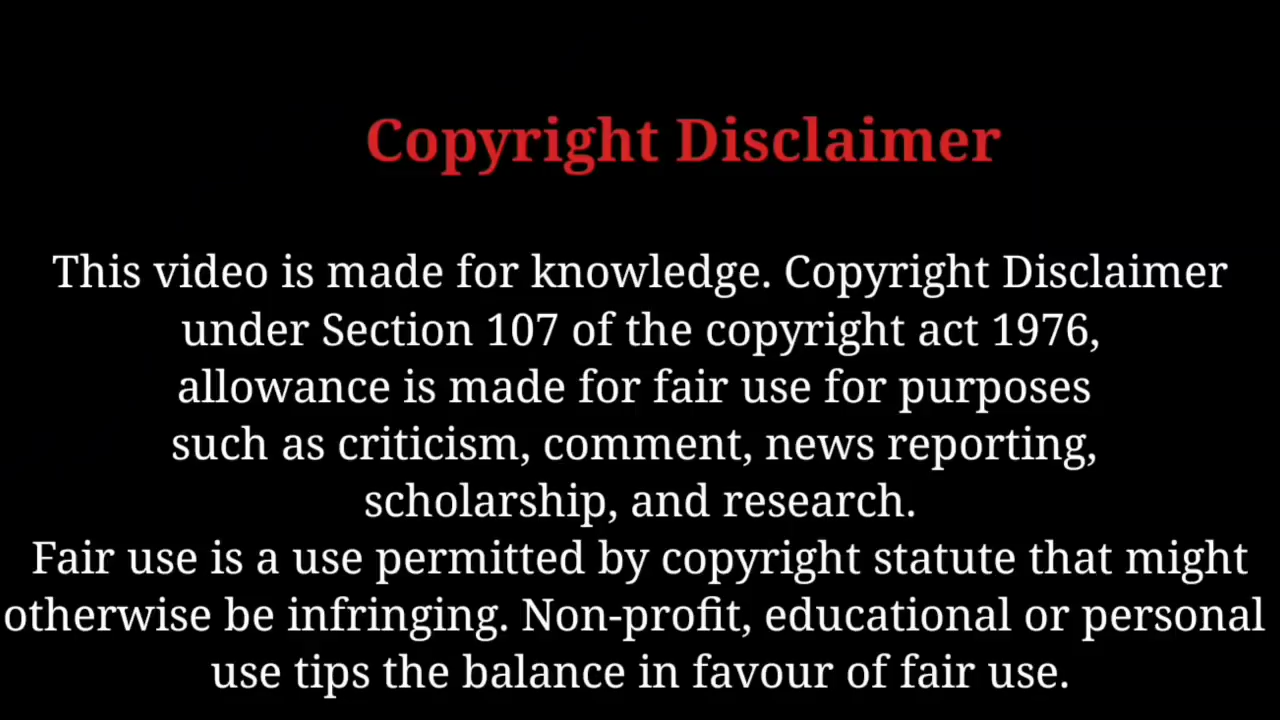 Copyright Disclaimer
This video is made for knowledge. Copyright Disclaimer
under Section 107 of the copyright act 1976,
allowance is made for fair use for purposes
such as criticism, comment, news reporting,
scholarship, and research.
Fair use is a use permitted by copyright statute that might
otherwise be infringing. Non-profit, educational or personal
use tips the balance in favour of fair use.